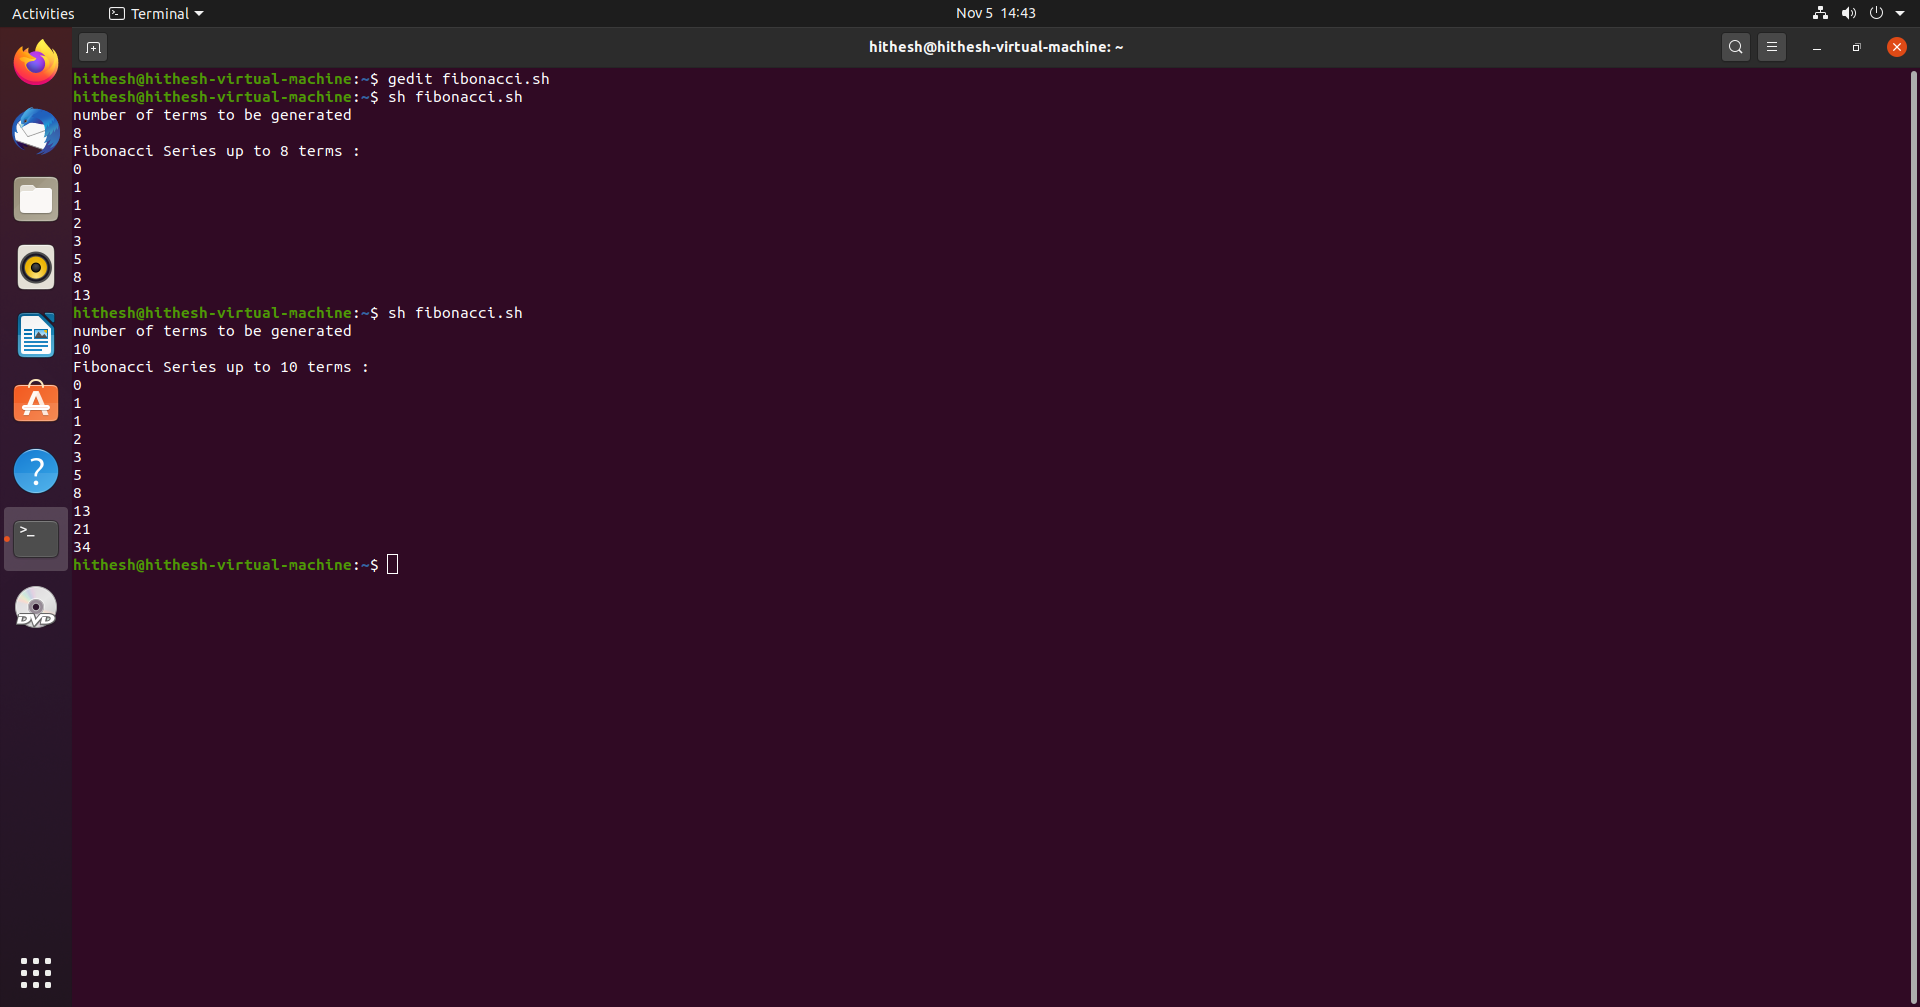 Activities
Terminal
Nov 5 14:43
hithesh@hithesh-virtual-machine: ~
hithesh@hithesh-virtual-machine:~$ gedit fibonacci.sh
hithesh@hithesh-virtual-machine:~$ sh fibonacci.sh
number of terms to be generated
8
Fibonacci Series up to 8 terms :
0
1
1
2
3
5
8
13
hithesh@hithesh-virtual-machine:~$ sh fibonacci.sh
number of terms to be generated
10
Fibonacci Series up to 10 terms :
0
1
1
2
3
5
8
13
21
34
hithesh@hithesh-virtual-machine:~$
?
>_
DVD